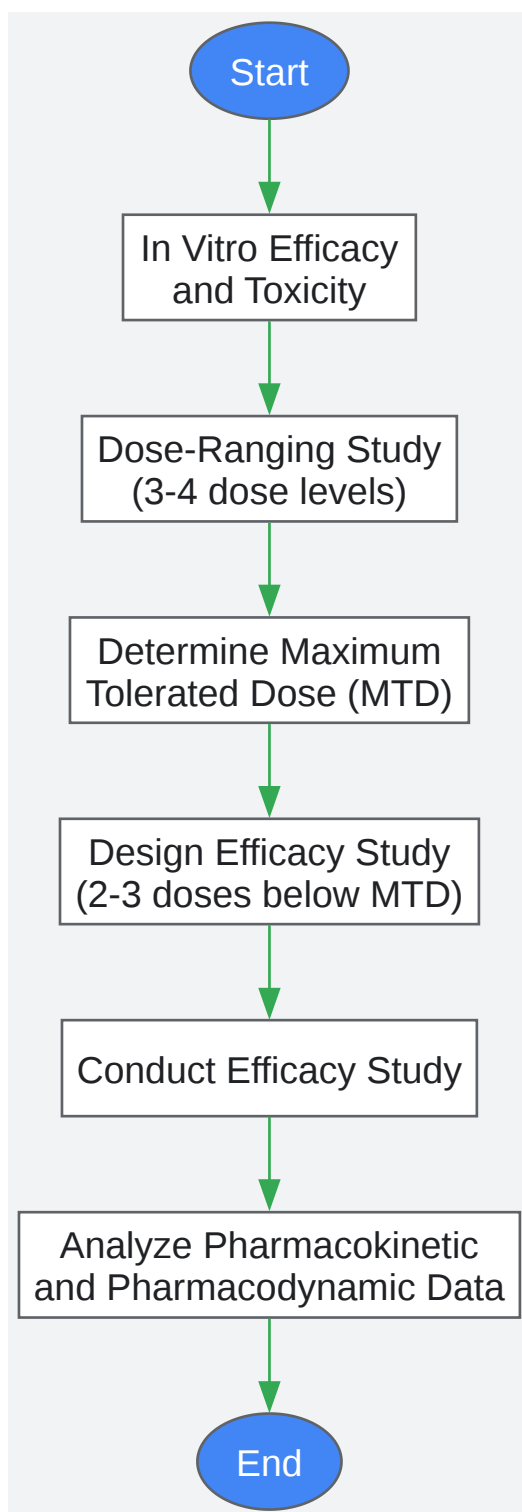 Start
In Vitro Efficacy
and Toxicity
Dose-Ranging Study
(3-4 dose levels)
Determine Maximum
Tolerated Dose (MTD)
Design Efficacy Study
(2-3 doses below MTD)
Conduct Efficacy Study
Analyze Pharmacokinetic
and Pharmacodynamic Data
End